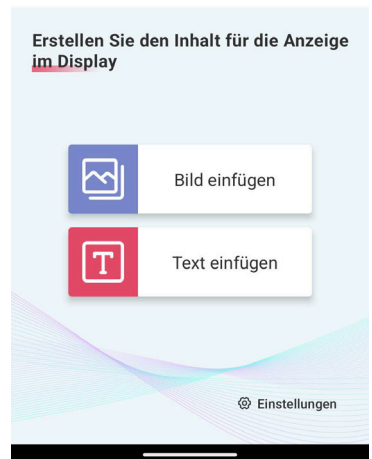 Erstellen Sie den Inhalt für die Anzeige
im Display
Bild einfügen
T Text einfügen
Einstellungen